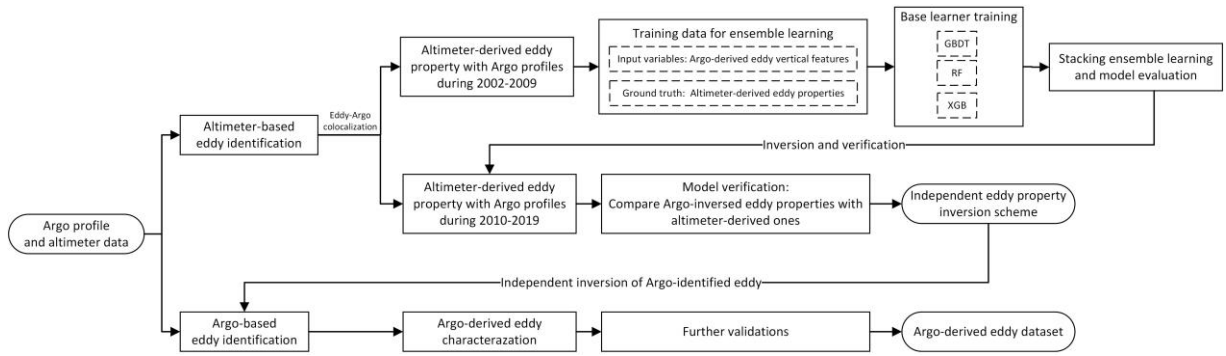 Argo profile
and altimeter data
Altimeter-based
eddy identification
Eddy-Argo
colocalization
Altimeter-derived eddy
property with Argo profiles
during 2002-2009
Training data for ensemble learning
Input variables: Argo-derived eddy vertical features
Ground truth: Altimeter-derived eddy properties
Base learner training
GBDT
RF
XGB
Stacking ensemble learning
and model evaluation
Inversion and verification
Altimeter-derived eddy
property with Argo profiles
during 2010-2019
Model verification:
Compare Argo-inversed eddy properties with
altimeter-derived ones
Independent eddy property
inversion scheme
Independent inversion of Argo-identified eddy
Argo-based
eddy identification
Argo-derived eddy
characterazation
Further validations
Argo-derived eddy dataset